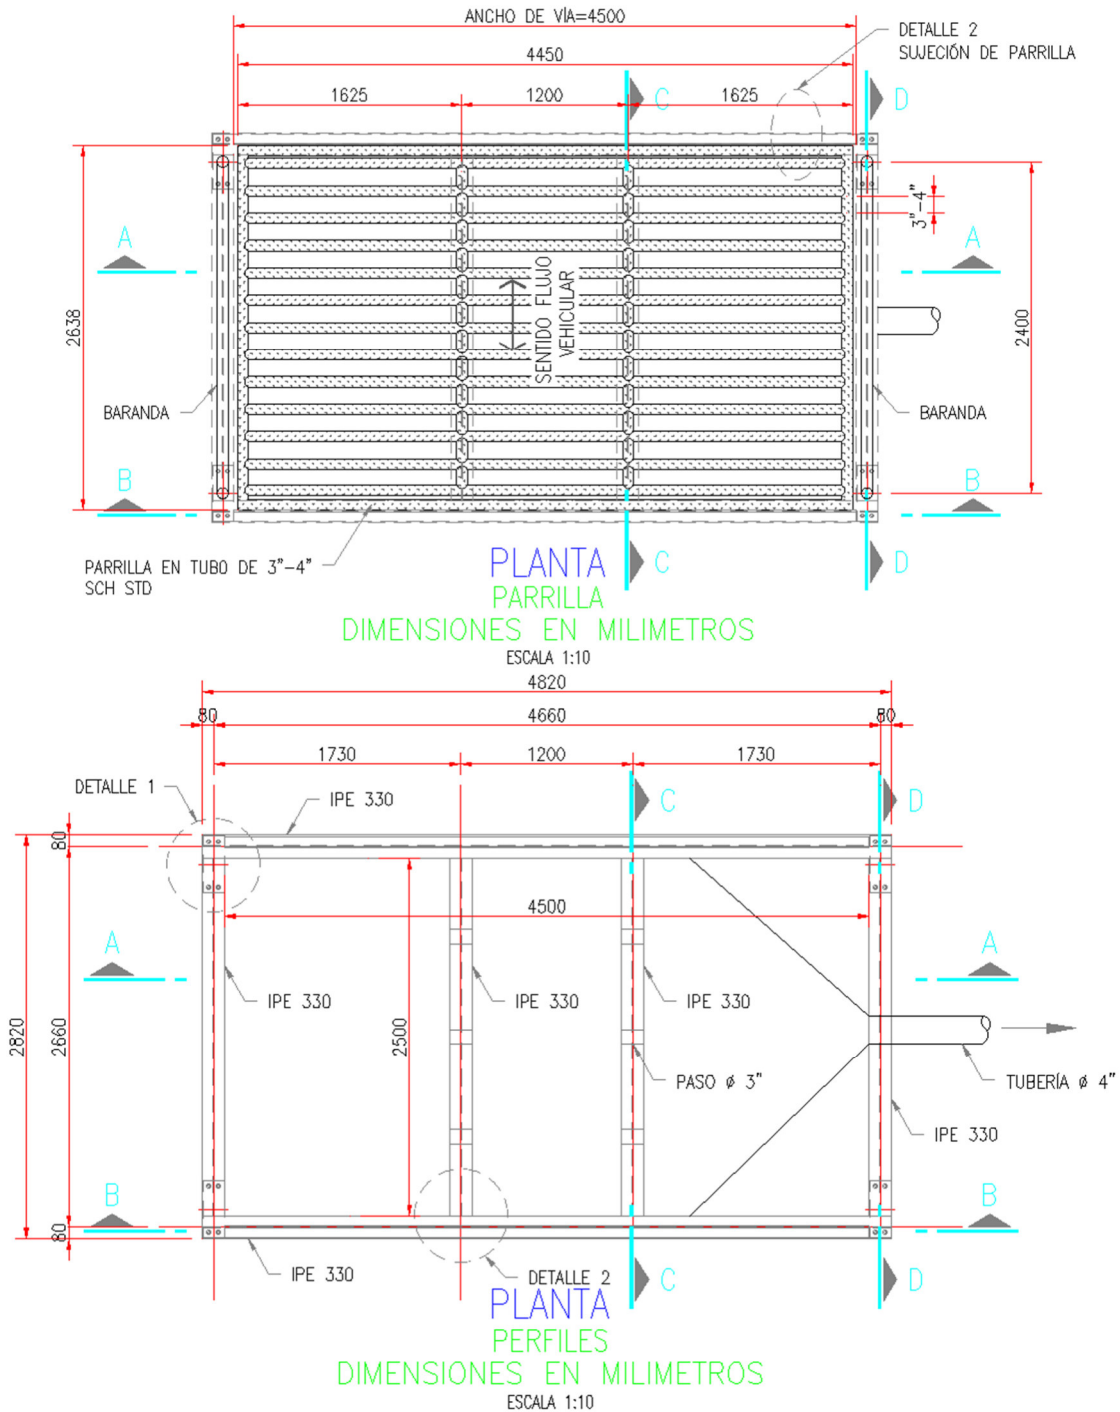 ANCHO DE VÍA=4500
DETALLE 2
SUJECIÓN DE PARRILLA
4450
1625
1200
1625
C
D
3"-4"
A
A
SENTIDO FLUJO
VEHICULAR
2638
2400
BARANDA
BARANDA
B
B
PARRILLA EN TUBO DE 3"-4"
SCH STD
C
D
PLANTA
PARRILLA
DIMENSIONES EN MILIMETROS
ESCALA 1:10
4820
80
4660
80
1730
1200
1730
DETALLE 1
IPE 330
C
D
80
4500
A
A
IPE 330
IPE 330
IPE 330
2820
2660
2500
PASO ø 3"
TUBERÍA ø 4"
IPE 330
B
B
80
IPE 330
DETALLE 2
C
D
PLANTA
PERFILES
DIMENSIONES EN MILIMETROS
ESCALA 1:10